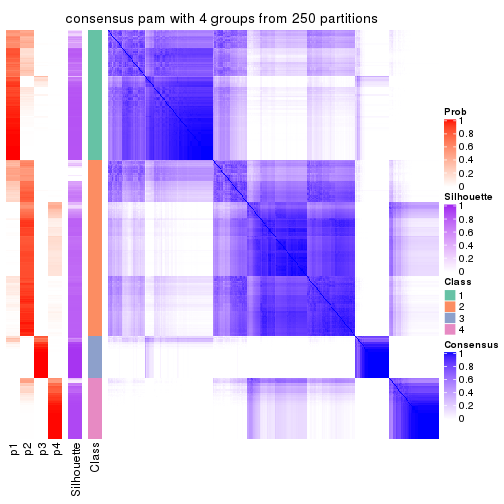 consensus pam with 4 groups from 250 partitions
Prob
1
0.8
0.6
0.4
0.2
0
Silhouette
1
0.8
0.6
0.4
0.2
0
Class
1
2
3
4
Consensus
1
0.8
0.6
0.4
0.2
0
p1
p2
p3
p4
Silhouette
Class